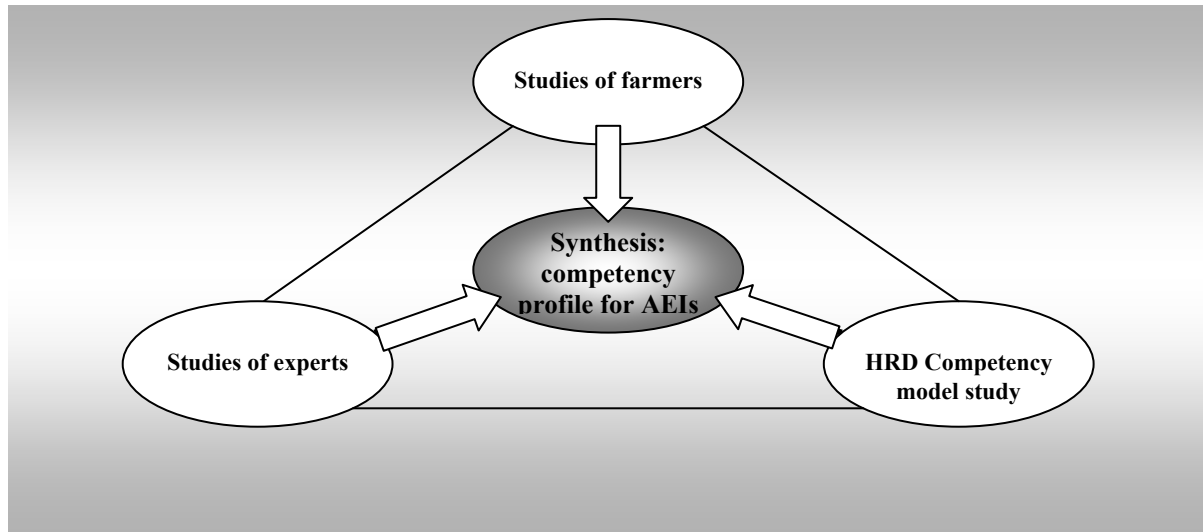 Studies of farmers
Synthesis:
competency
profile for AEIs
Studies of experts
HRD Competency
model study